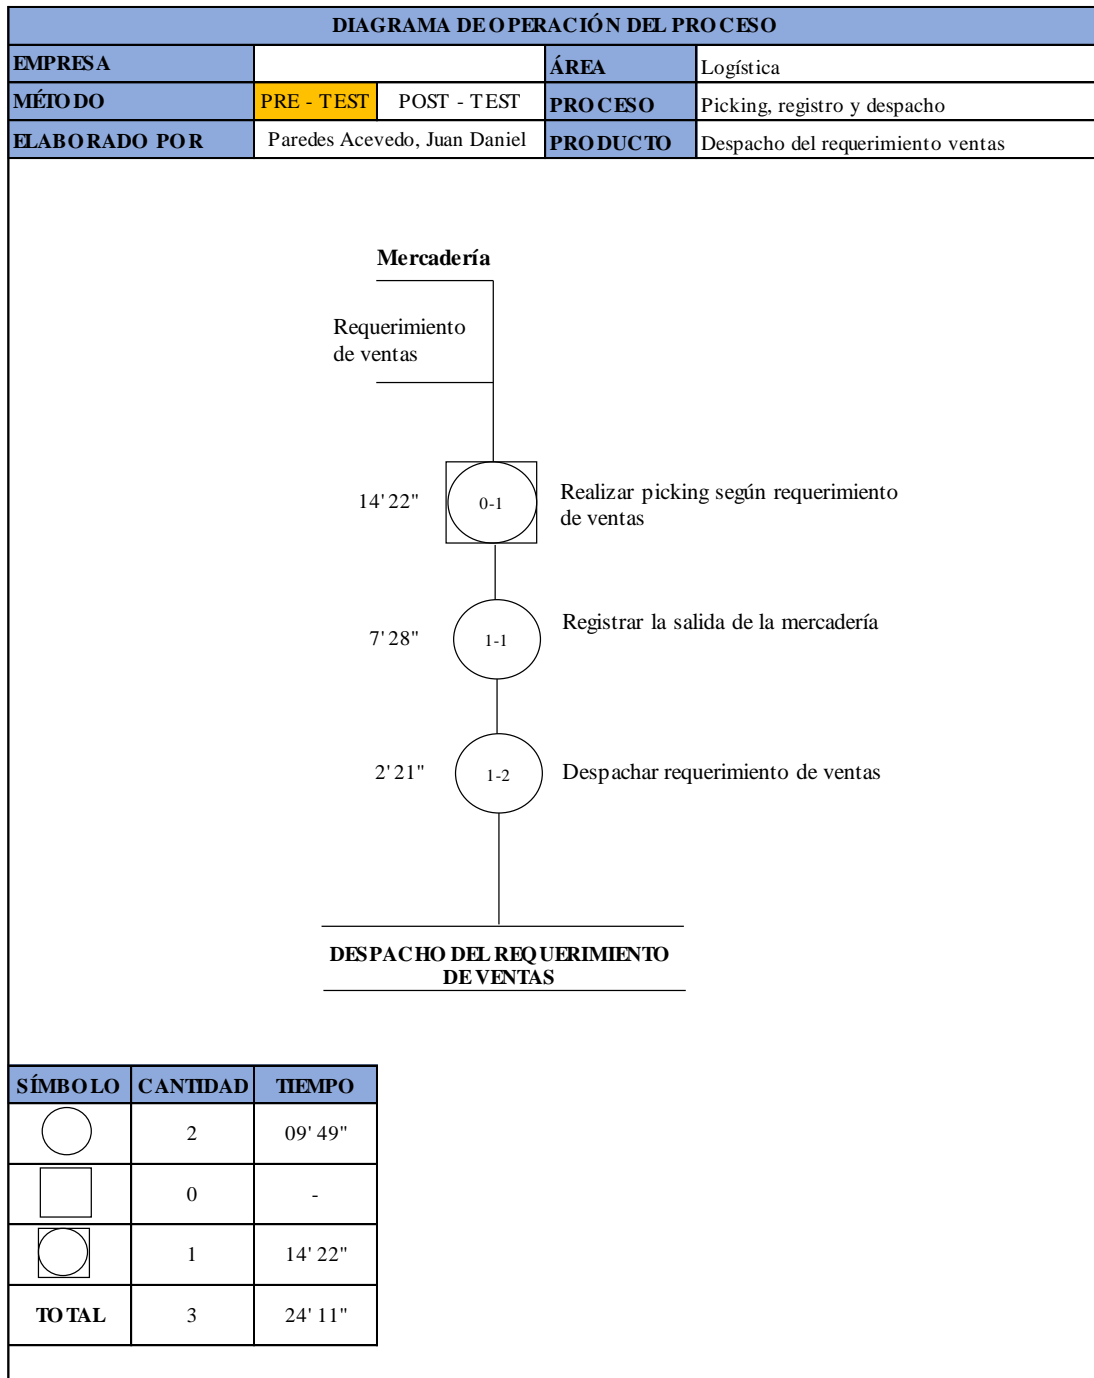 DIAGRAMA DE OPERACIÓN DEL PROCESO
EMPRESA
ÁREA Logística
MÉTODO PRE - TEST POST - TEST PROCESO Picking, registro y despacho
ELABORADO POR Paredes Acevedo, Juan Daniel PRODUCTO Despacho del requerimiento ventas
Mercadería
Requerimiento
de ventas
14'22" 0-1 Realizar picking según requerimiento
de ventas
7'28" 1-1 Registrar la salida de la mercadería
2'21" 1-2 Despachar requerimiento de ventas
DESPACHO DEL REQUERIMIENTO
DE VENTAS
SÍMBOLO CANTIDAD TIEMPO
2 09'49"
0 -
1 14'22"
TOTAL 3 24'11"